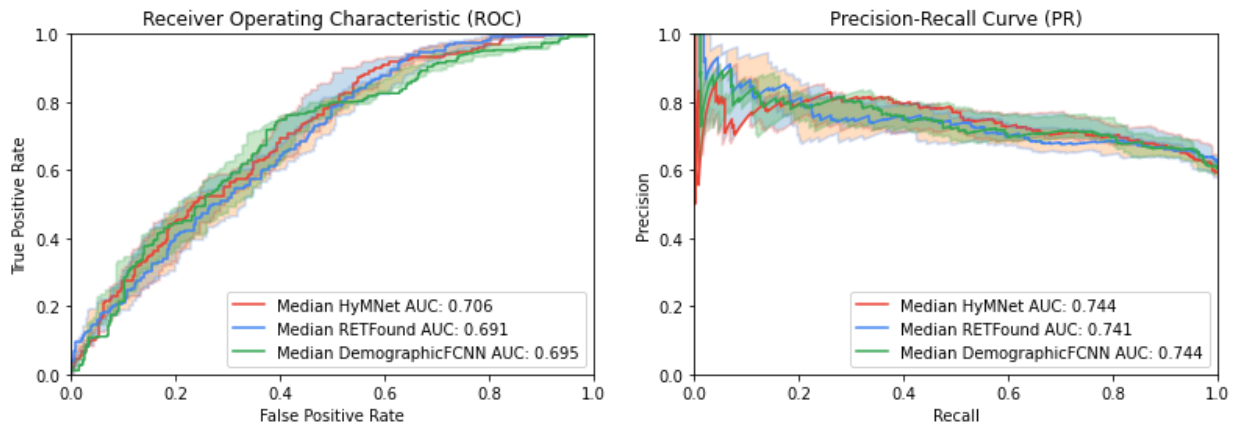 Receiver Operating Characteristic (ROC)
1.0
0.8
0.6
0.4
0.2
0.0
True Positive Rate
Median HyMNet AUC: 0.706
Median RETFound AUC: 0.691
Median DemographicFCNN AUC: 0.695
0.0 0.2 0.4 0.6 0.8 1.0
False Positive Rate
Precision-Recall Curve (PR)
1.0
0.8
0.6
0.4
0.2
0.0
Precision
Median HyMNet AUC: 0.744
Median RETFound AUC: 0.741
Median DemographicFCNN AUC: 0.744
0.0 0.2 0.4 0.6 0.8 1.0
Recall